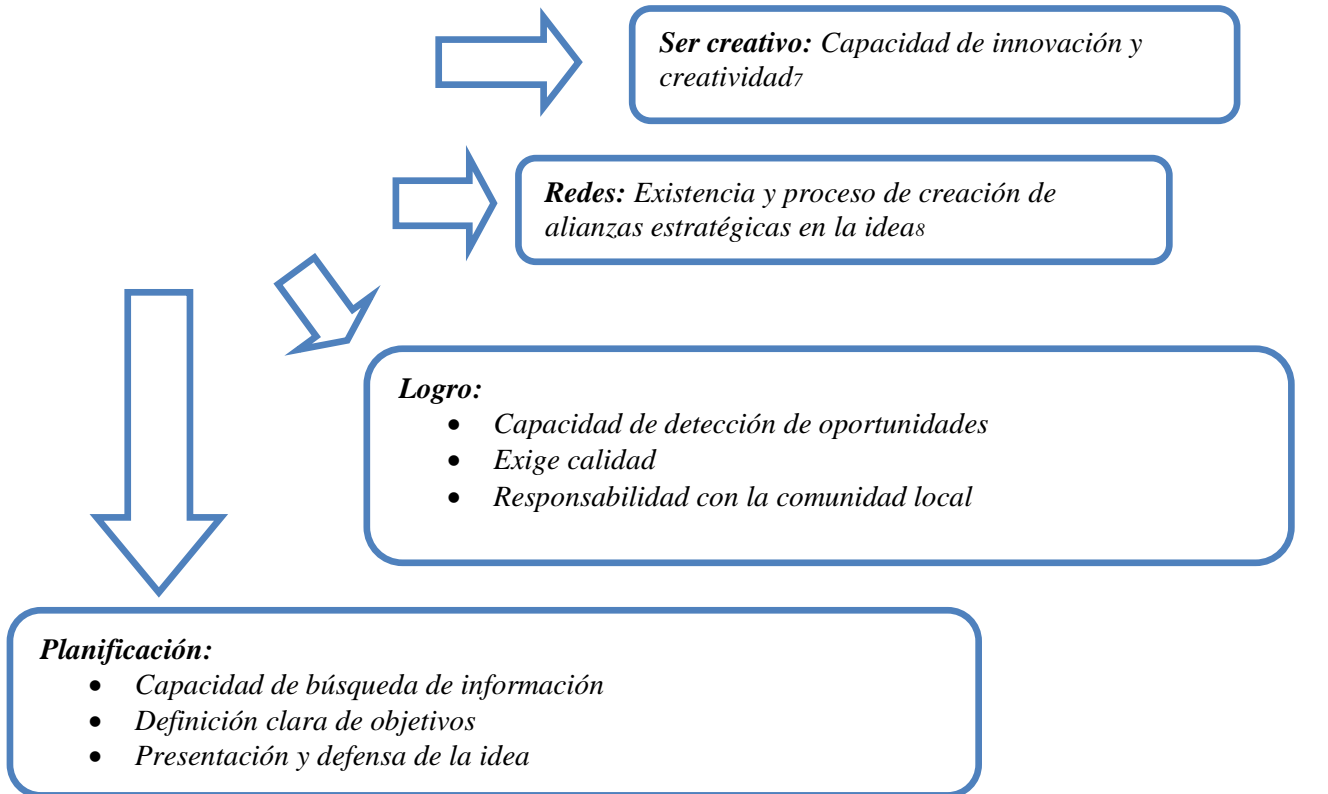 Ser creativo: Capacidad de innovación y
creatividad7
Redes: Existencia y proceso de creación de
alianzas estratégicas en la idea8
Logro:
• Capacidad de detección de oportunidades
• Exige calidad
• Responsabilidad con la comunidad local
Planificación:
• Capacidad de búsqueda de información
• Definición clara de objetivos
• Presentación y defensa de la idea